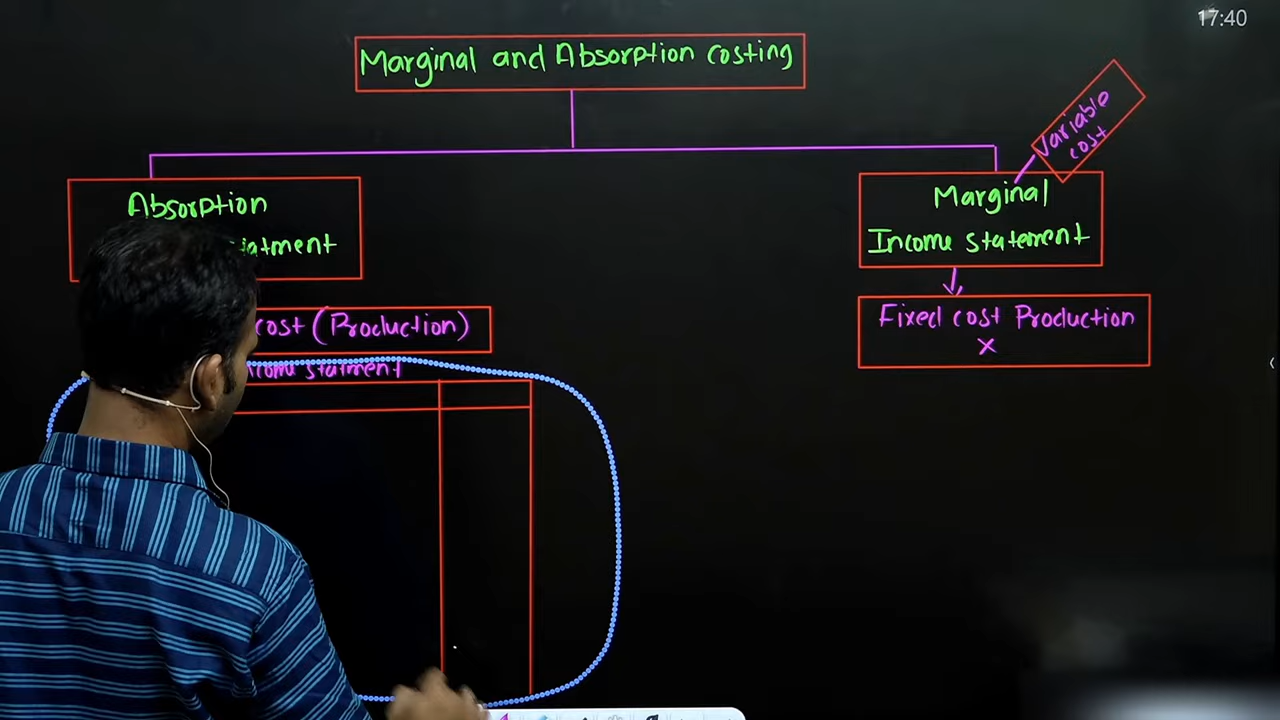 17:40
Marginal and Absorption costing
Variable
cost
Absorption
Marginal
Income statement
Fixed cost Production
x
cost (Production)